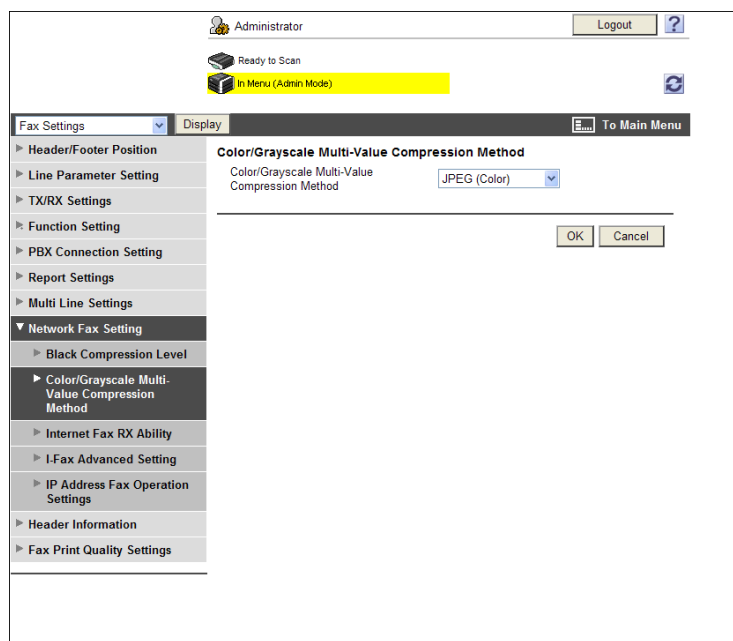 Administrator
Logout
?
Ready to Scan
In Menu (Admin Mode)
Fax Settings
Display
To Main Menu
Header/Footer Position
Line Parameter Setting
TX/RX Settings
Function Setting
PBX Connection Setting
Report Settings
Multi Line Settings
Network Fax Setting
Black Compression Level
Color/Grayscale Multi-
Value Compression
Method
Internet Fax RX Ability
I-Fax Advanced Setting
IP Address Fax Operation
Settings
Header Information
Fax Print Quality Settings
Color/Grayscale Multi-Value Compression Method
Color/Grayscale Multi-Value
Compression Method
JPEG (Color)
OK
Cancel